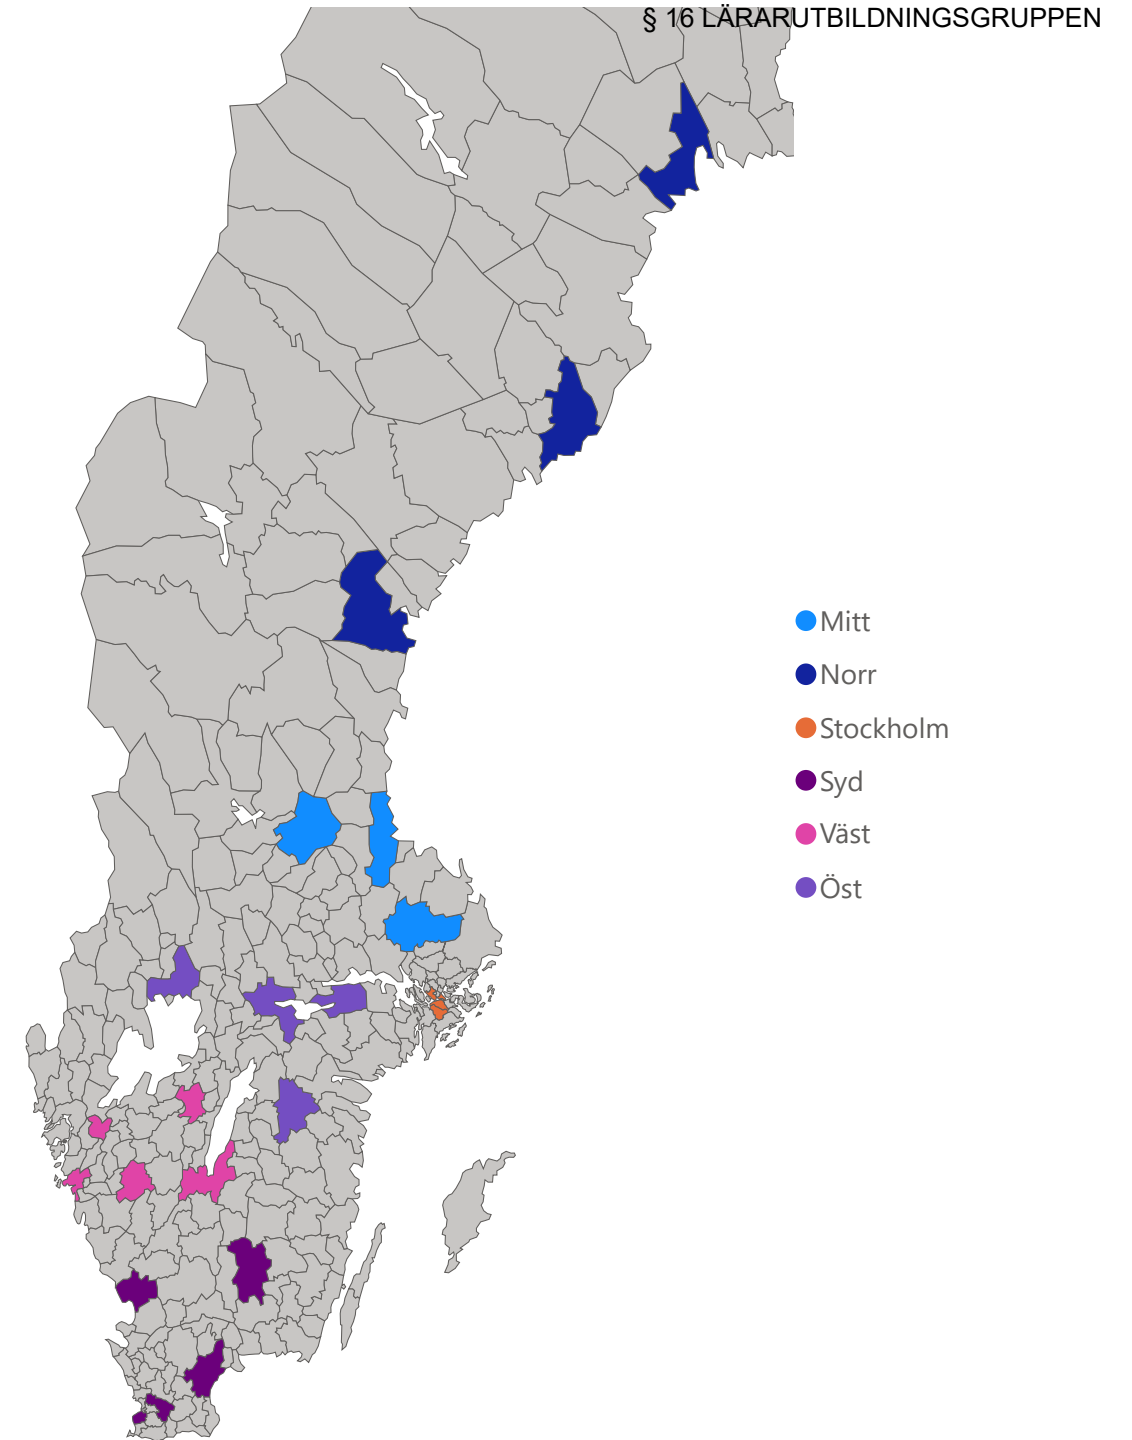 § 16 LÄRARUTBILDNINGSGRUPPEN
Mitt
Norr
Stockholm
Syd
Väst
Öst